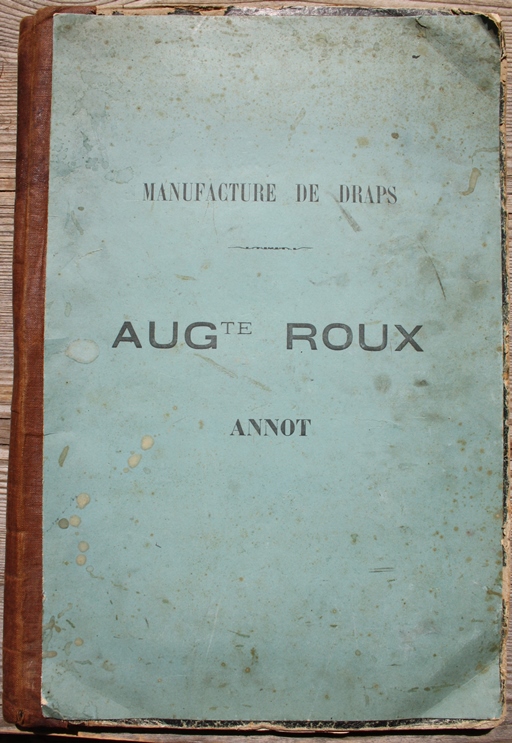 MANUFACTURE DE DRAPS
AUGTE ROUX
ANNOT